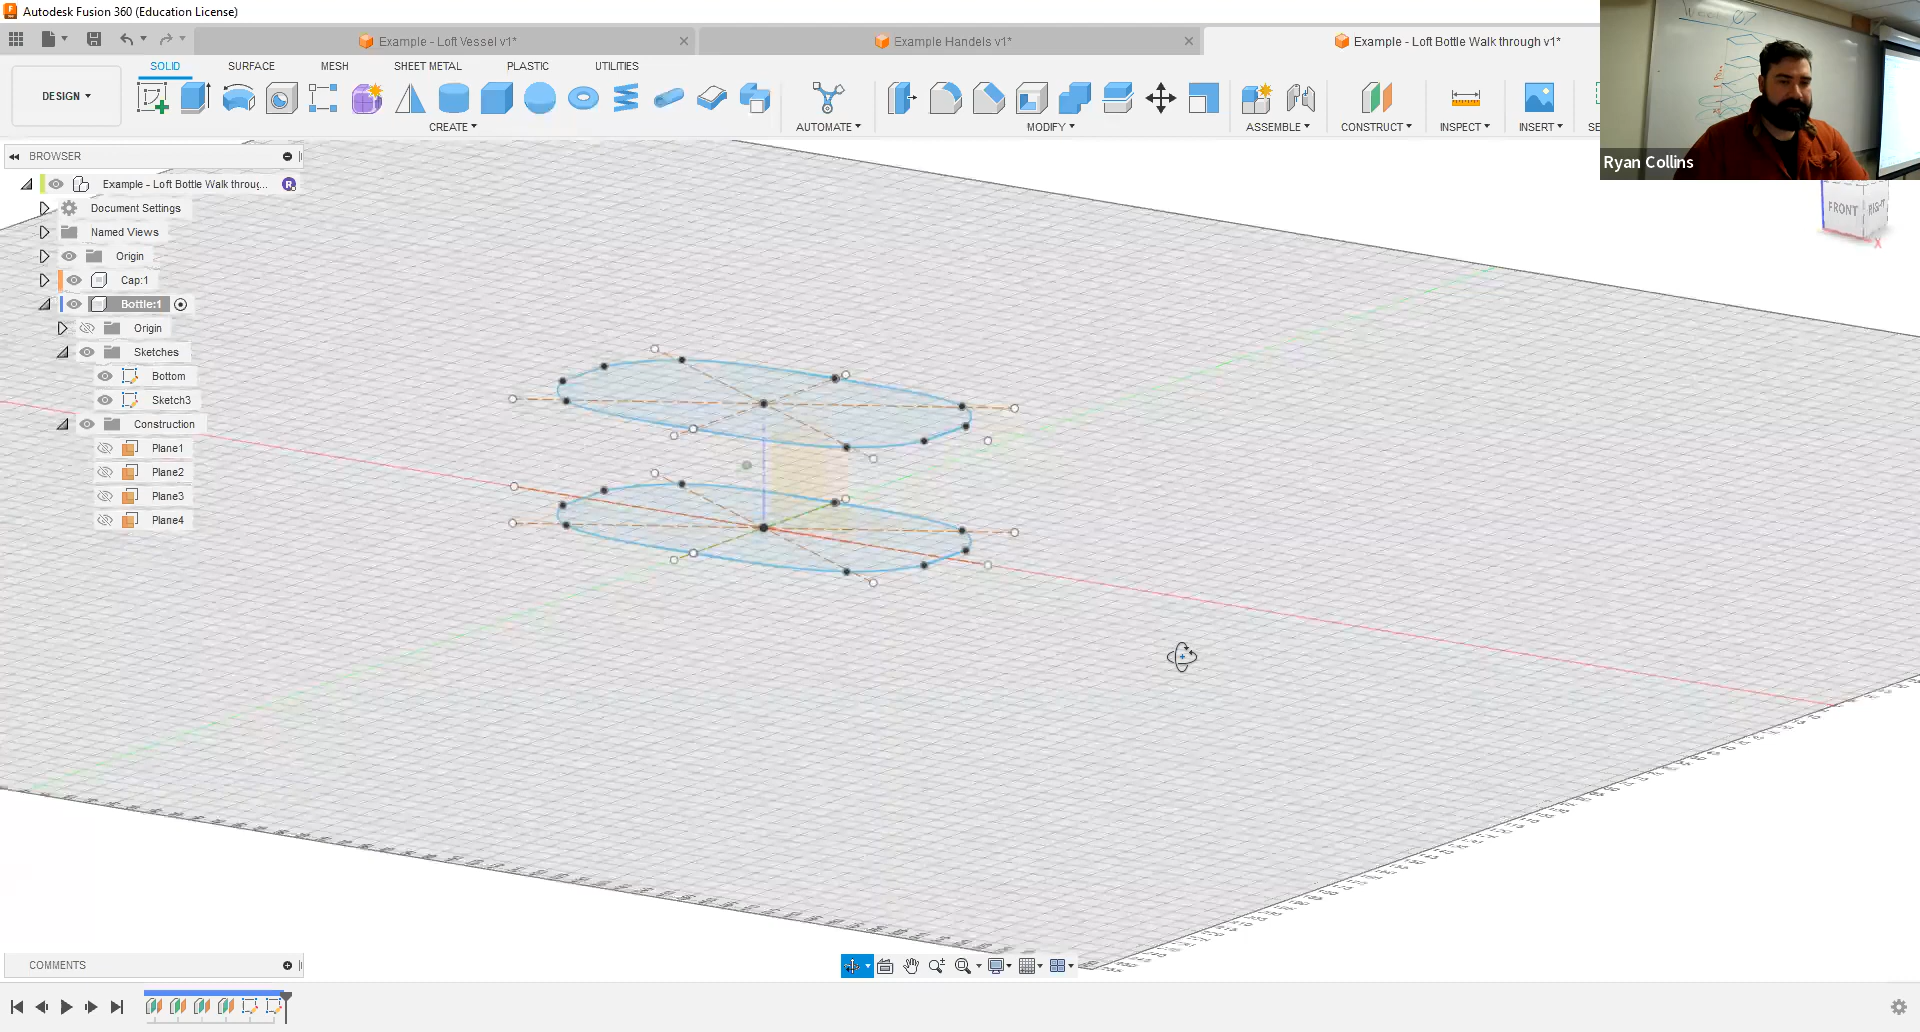 Autodesk Fusion 360 (Education License)
Example - Loft Vessel v1*
Example Handels v1*
Example - Loft Bottle Walk through v1*
SOLID
SURFACE
MESH
SHEET METAL
PLASTIC
UTILITIES
DESIGN
CREATE
AUTOMATE
MODIFY
ASSEMBLE
CONSTRUCT
INSPECT
INSERT
SE
Ryan Collins
FRONT
RIGHT
X
BROWSER
Example - Loft Bottle Walk throug...
R
Document Settings
Named Views
Origin
Cap:1
Bottle:1
Origin
Sketches
Bottom
Sketch3
Construction
Plane1
Plane2
Plane3
Plane4
COMMENTS